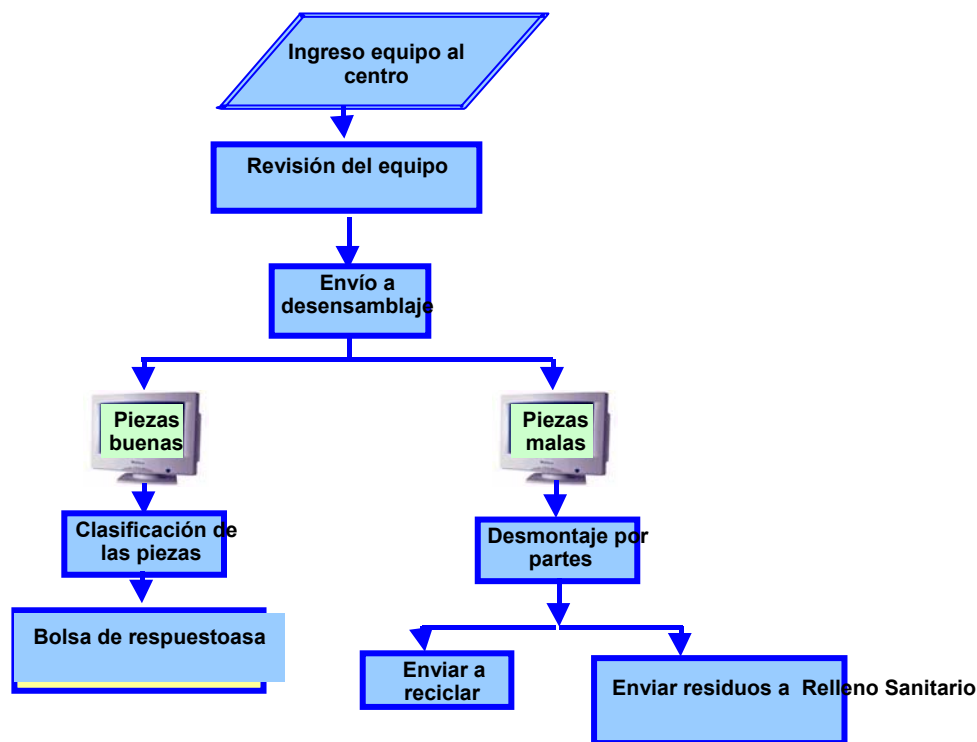 Ingreso equipo al
centro
Revisión del equipo
Envío a
desensamblaje
Piezas
buenas
Piezas
malas
Clasificación de
las piezas
Desmontaje por
partes
Bolsa de respuestoasa
Enviar a
reciclar
Enviar residuos a Relleno Sanitario